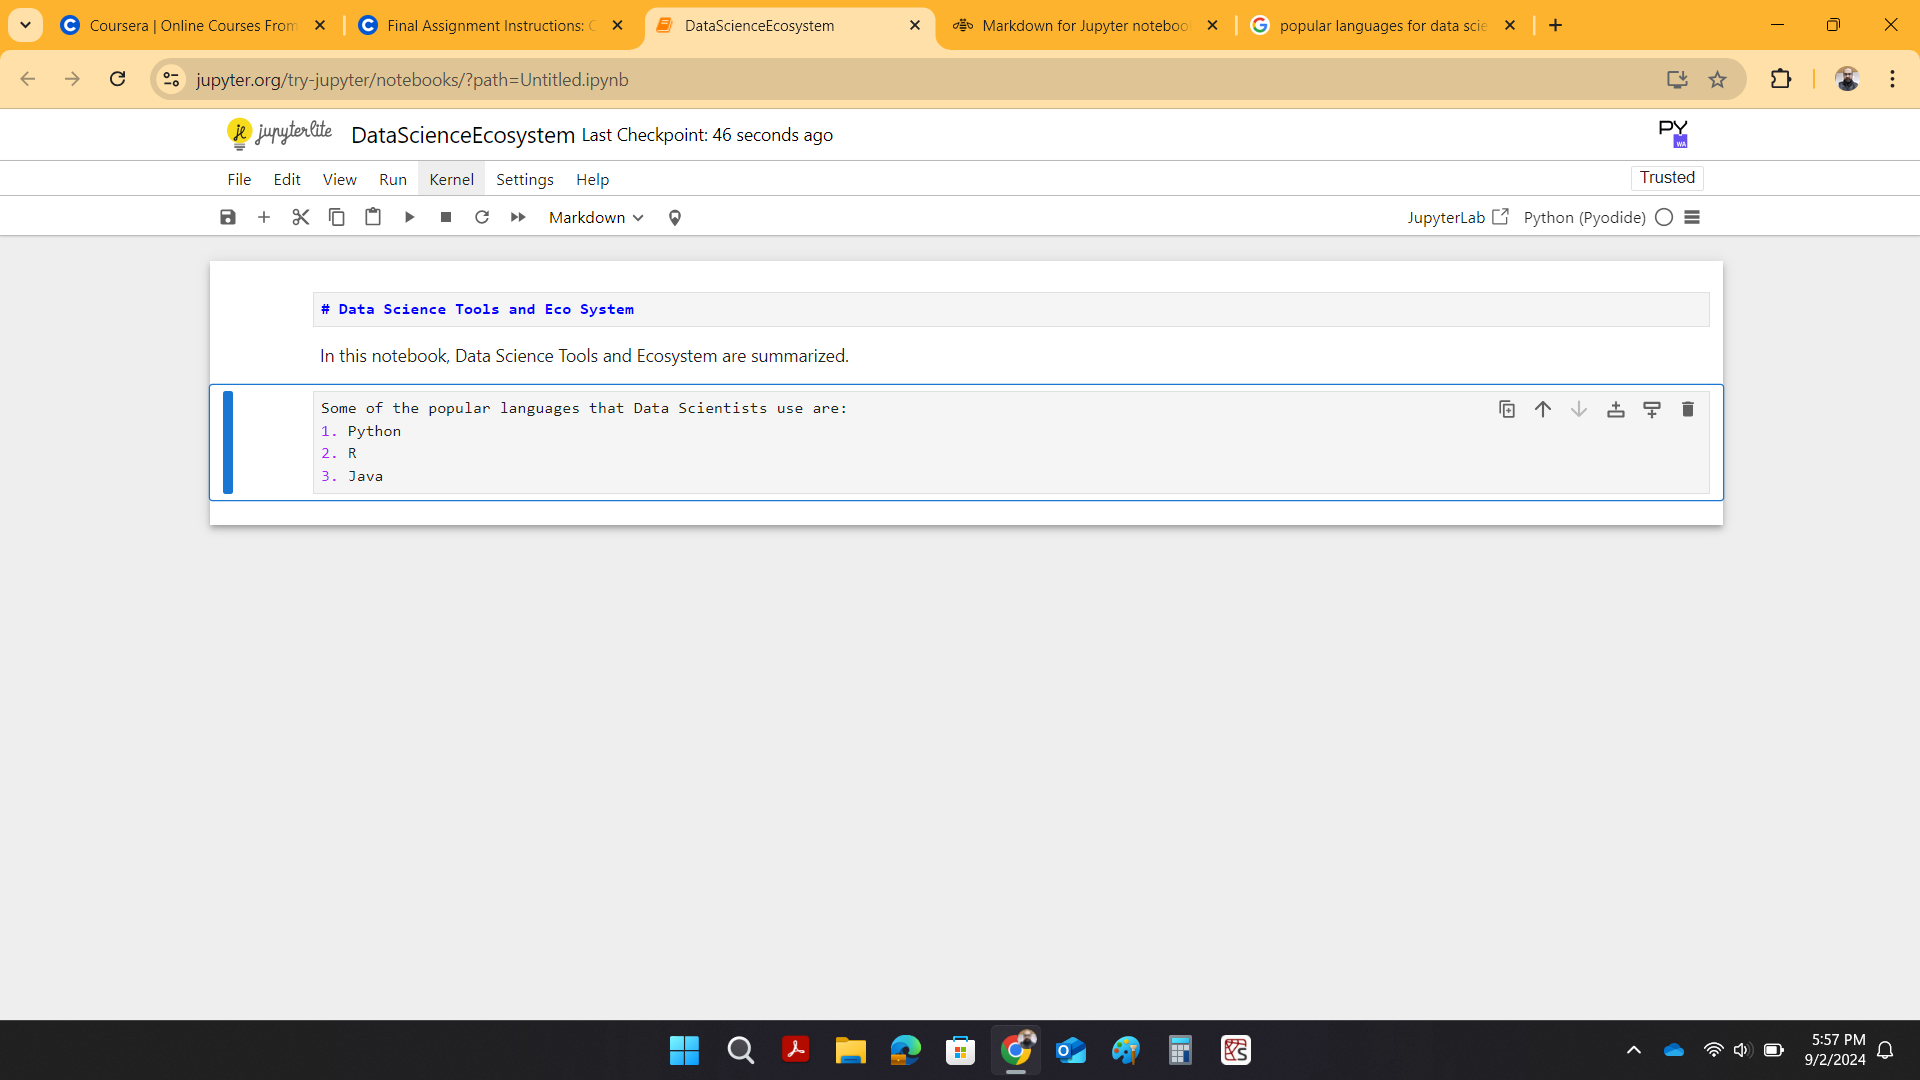 Coursera | Online Courses From
Final Assignment Instructions: C
DataScienceEcosystem
Markdown for Jupyter noteboo
popular languages for data scie
jupyter.org/try-jupyter/notebooks/?path=Untitled.ipynb
jupyterlite
DataScienceEcosystem Last Checkpoint: 46 seconds ago
PY
WA
File Edit View Run Kernel Settings Help
Trusted
Markdown
JupyterLab
Python (Pyodide)
# Data Science Tools and Eco System
In this notebook, Data Science Tools and Ecosystem are summarized.
Some of the popular languages that Data Scientists use are:
1. Python
2. R
3. Java
5:57 PM
9/2/2024